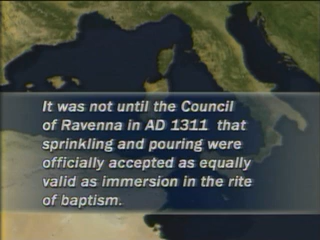 It was not until the Council
of Ravenna in AD 1311 that
sprinkling and pouring were
officially accepted as equally
valid as immersion in the rite
of baptism.